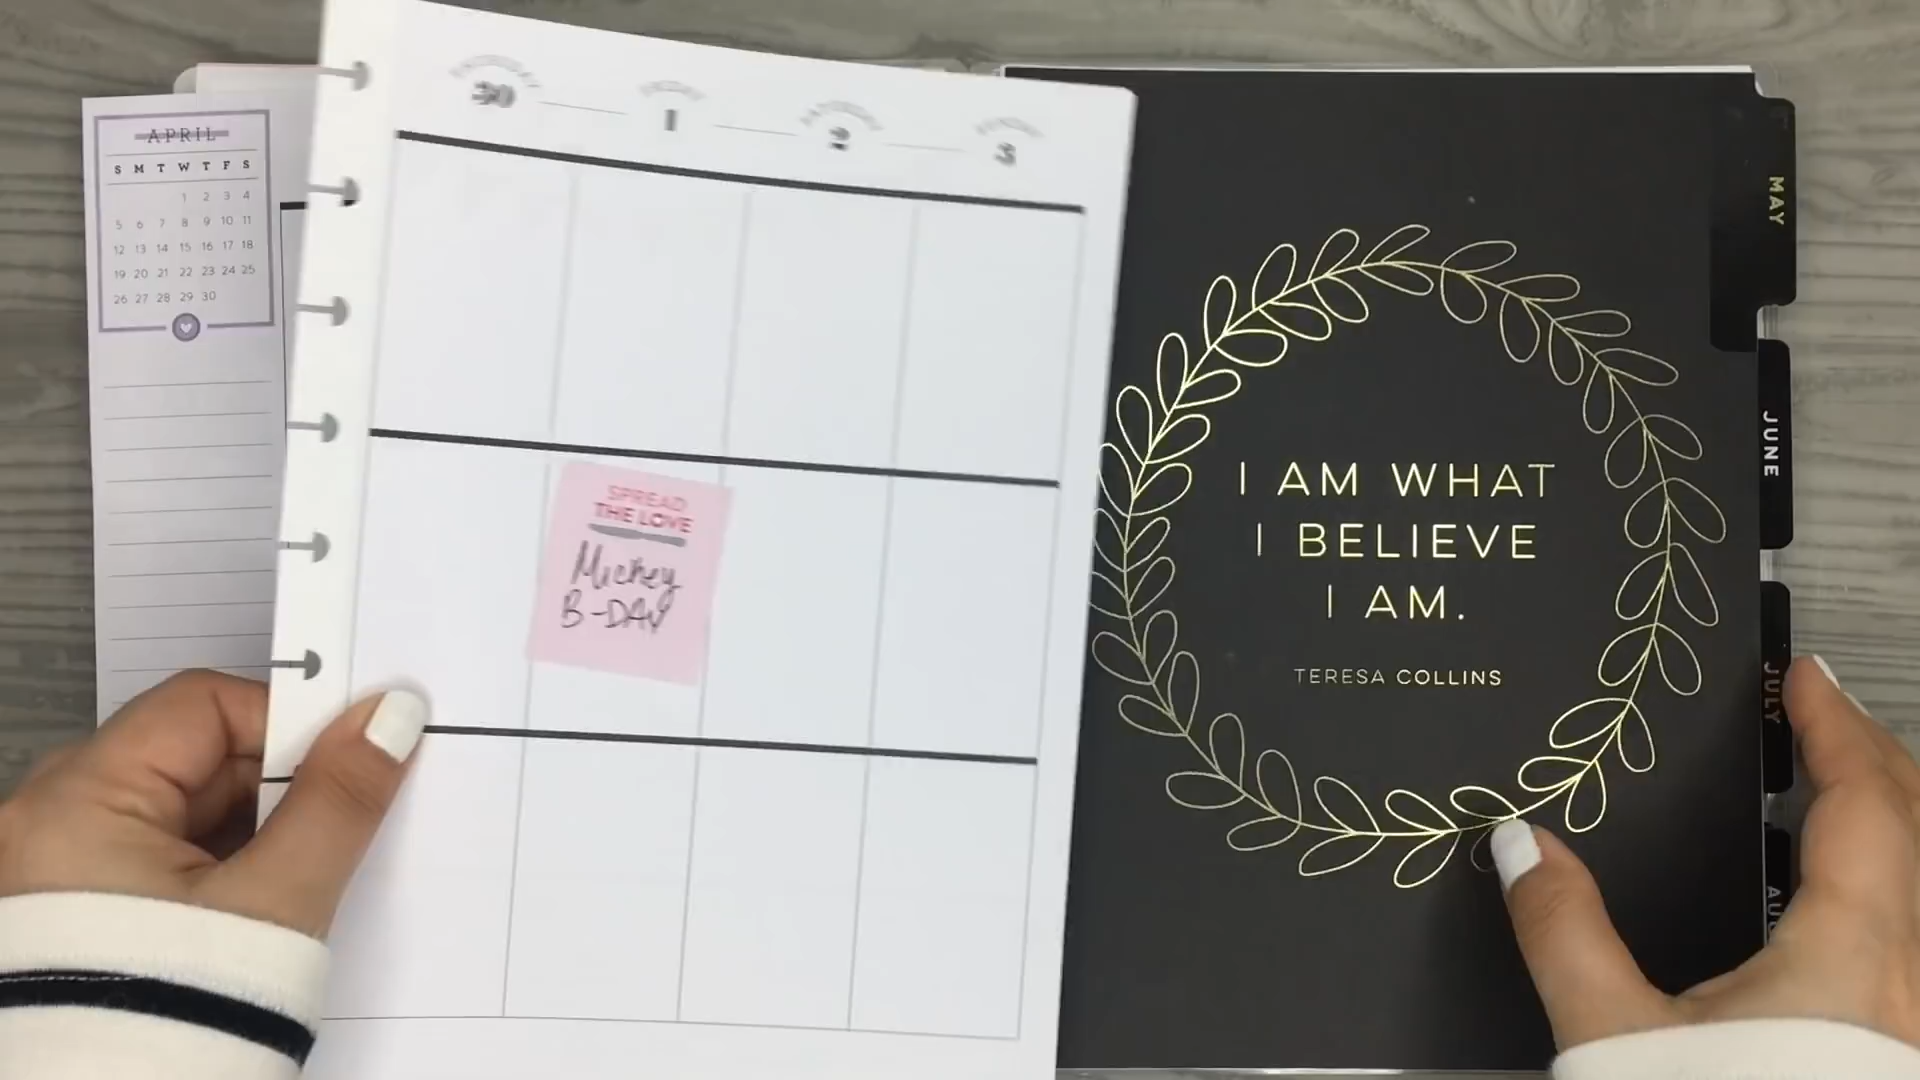 APRIL
S M T W T F S
1 2 3 4
5 6 7 8 9 10 11
12 13 14 15 16 17 18
19 20 21 22 23 24 25
26 27 28 29 30
30 1 2 3
SPREAD
THE LOVE
Mickey
B-DAY
I AM WHAT
I BELIEVE
I AM.
TERESA COLLINS
MAY
JUNE
JULY